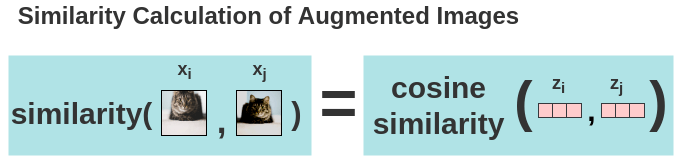 Similarity Calculation of Augmented Images
xi xj
similarity( , ) = cosine similarity ( zi , zj )